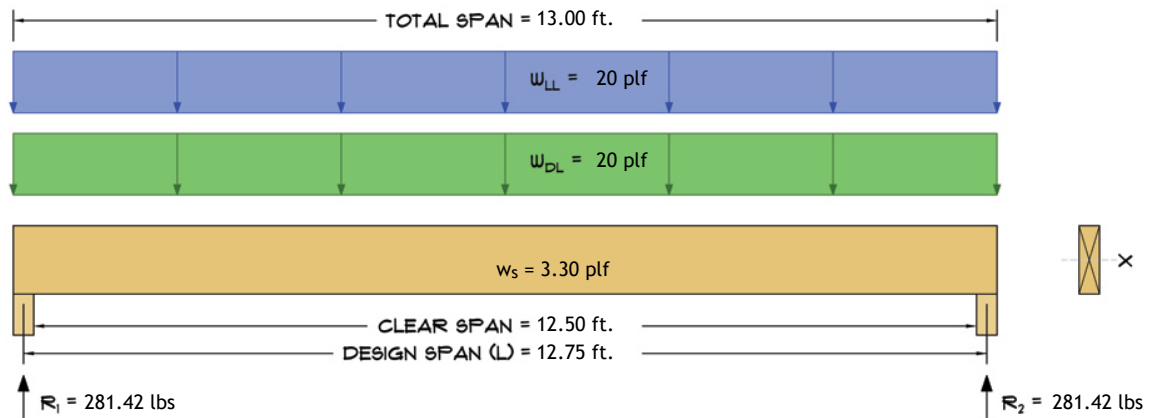 TOTAL SPAN = 13.00 ft.
wLL = 20 plf
wDL = 20 plf
ws = 3.30 plf
X
CLEAR SPAN = 12.50 ft.
DESIGN SPAN (L) = 12.75 ft.
R1 = 281.42 lbs
R2 = 281.42 lbs